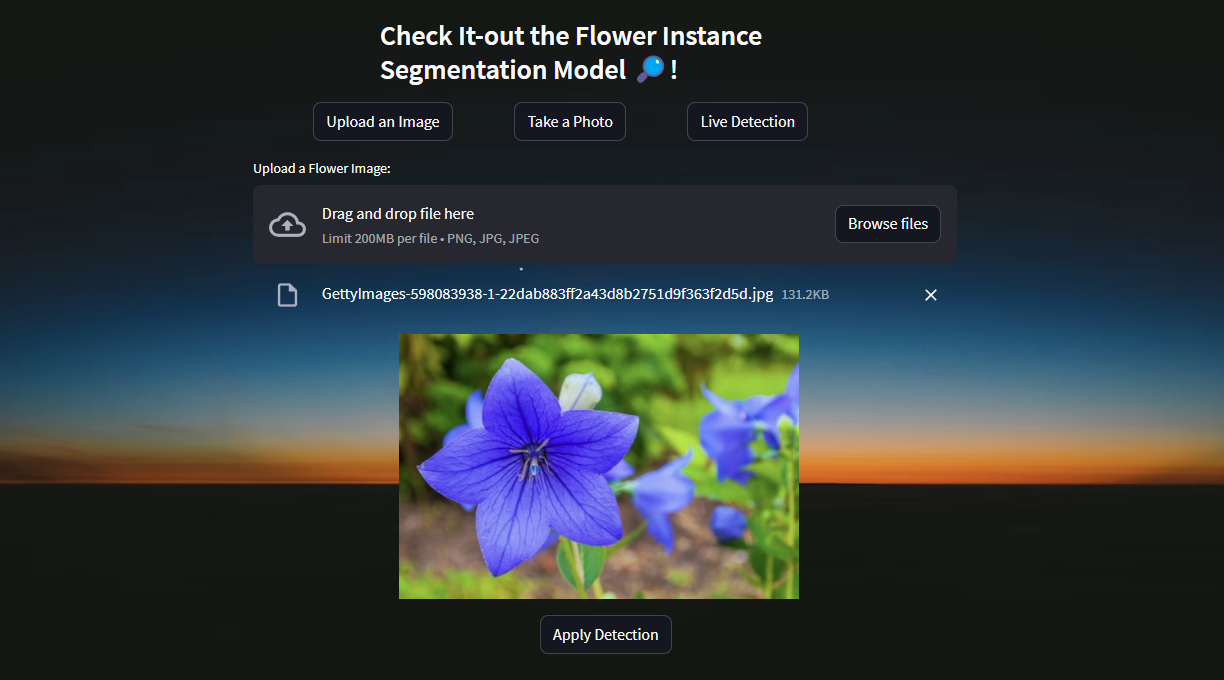 Check It-out the Flower Instance
Segmentation Model 🔎 !
Upload an Image
Take a Photo
Live Detection
Upload a Flower Image:
Drag and drop file here
Limit 200MB per file • PNG, JPG, JPEG
Browse files
GettyImages-598083938-1-22dab883ff2a43d8b2751d9f363f2d5d.jpg 131.2KB
Apply Detection